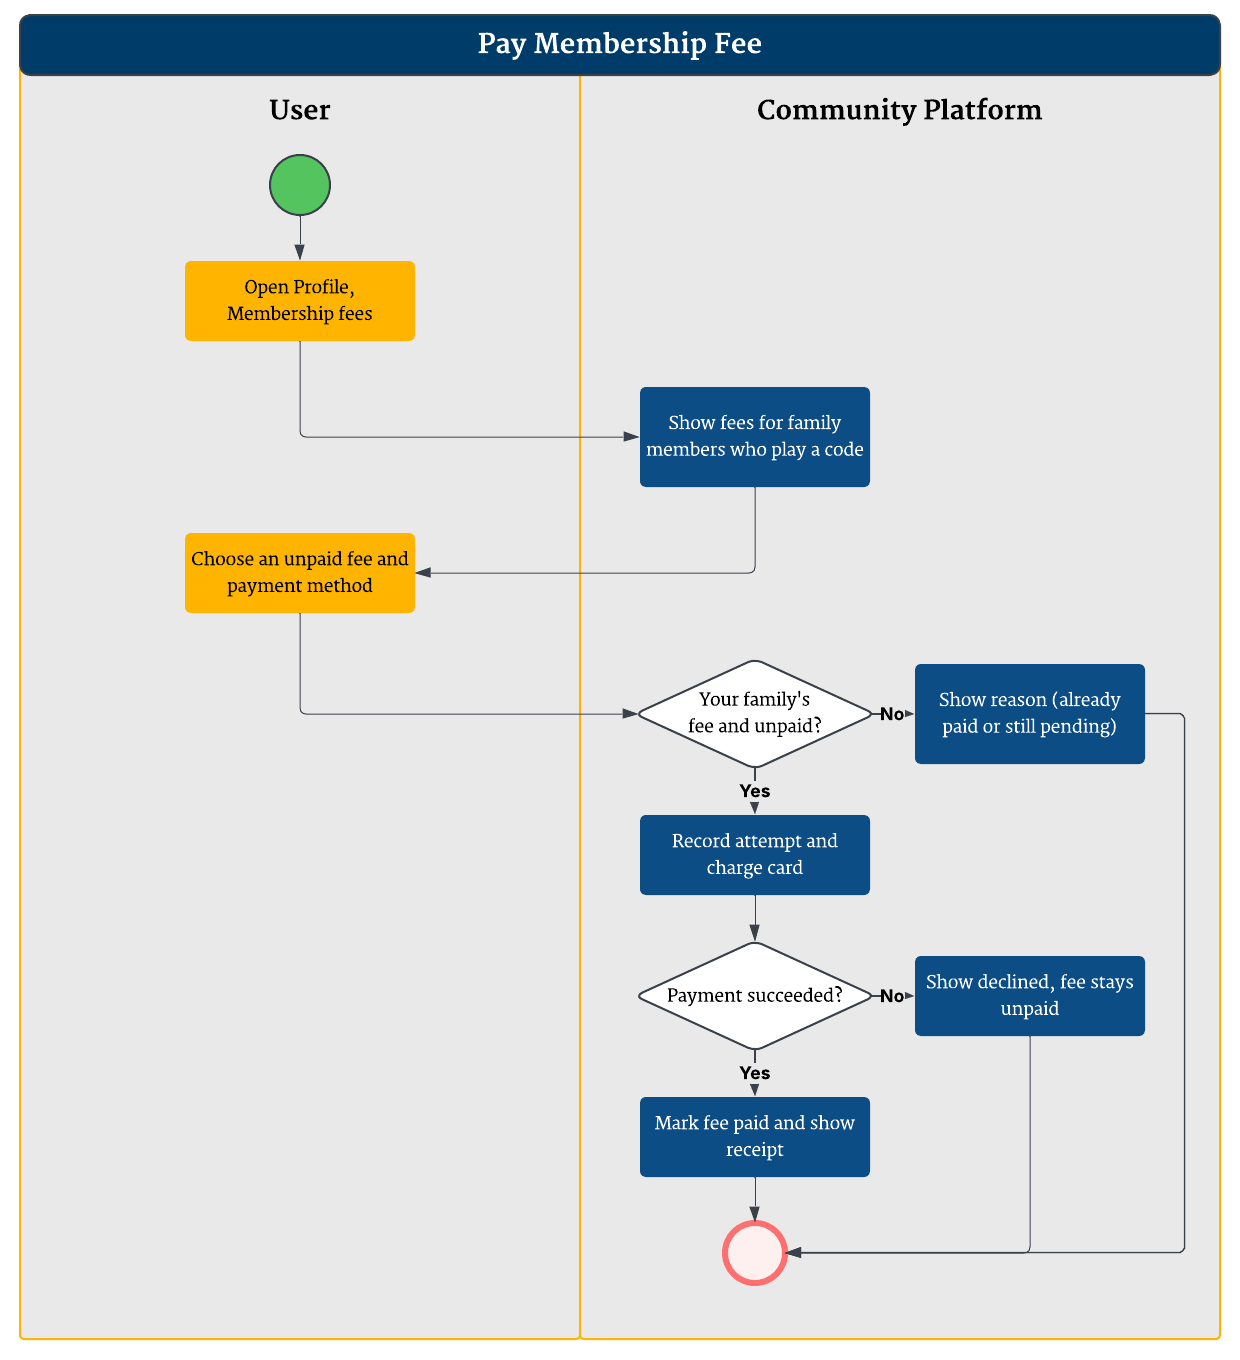 Pay Membership Fee
User
Community Platform
Open Profile,
Membership fees
Show fees for family
members who play a code
Choose an unpaid fee and
payment method
Your family's
fee and unpaid?
No
Show reason (already
paid or still pending)
Yes
Record attempt and
charge card
Payment succeeded?
No
Show declined, fee stays
unpaid
Yes
Mark fee paid and show
receipt